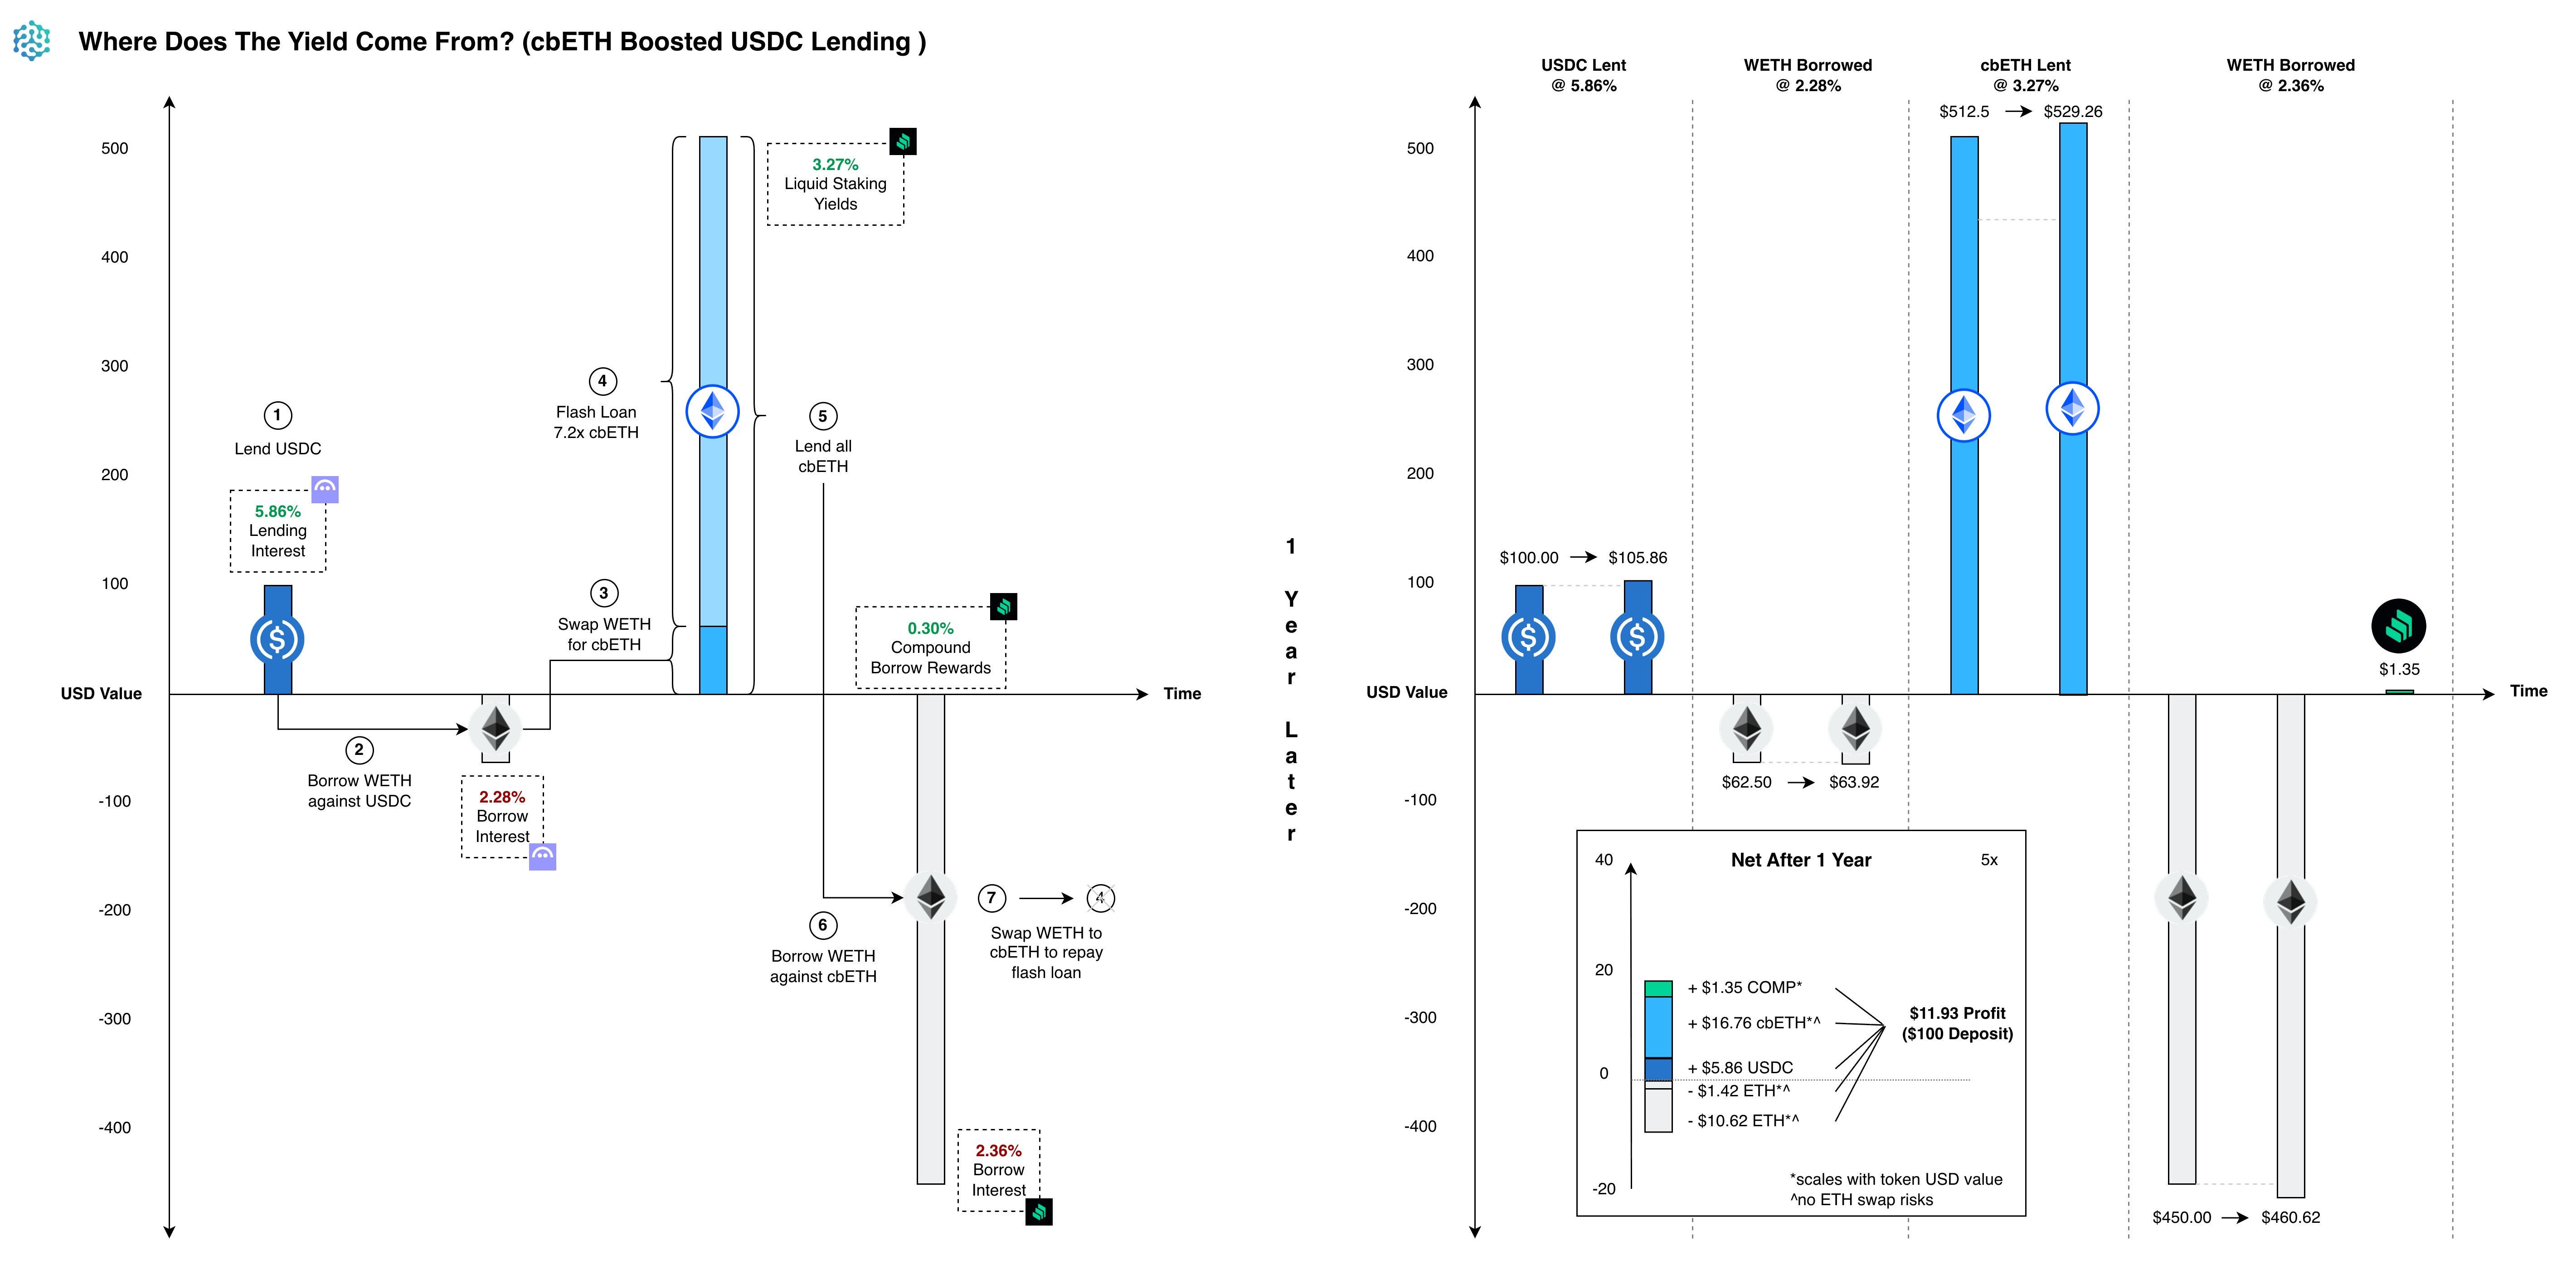 Where Does The Yield Come From? (cbETH Boosted USDC Lending )
500
400
300
200
100
USD Value
-100
-200
-300
-400
Time
1
Lend USDC
5.86%
Lending
Interest
2
Borrow WETH
against USDC
2.28%
Borrow
Interest
3
Swap WETH
for cbETH
4
Flash Loan
7.2x cbETH
3.27%
Liquid Staking
Yields
5
Lend all
cbETH
0.30%
Compound
Borrow Rewards
6
Borrow WETH
against cbETH
7
4
Swap WETH to
cbETH to repay
flash loan
2.36%
Borrow
Interest
1
Year
Later
USDC Lent
@ 5.86%
WETH Borrowed
@ 2.28%
cbETH Lent
@ 3.27%
WETH Borrowed
@ 2.36%
500
400
300
200
100
USD Value
-100
-200
-300
-400
Time
$100.00
$105.86
$62.50
$63.92
$512.5
$529.26
$1.35
$450.00
$460.62
Net After 1 Year
5x
40
20
0
-20
+ $1.35 COMP*
+ $16.76 cbETH*^
+ $5.86 USDC
- $1.42 ETH*^
- $10.62 ETH*^
$11.93 Profit
($100 Deposit)
*scales with token USD value
^no ETH swap risks